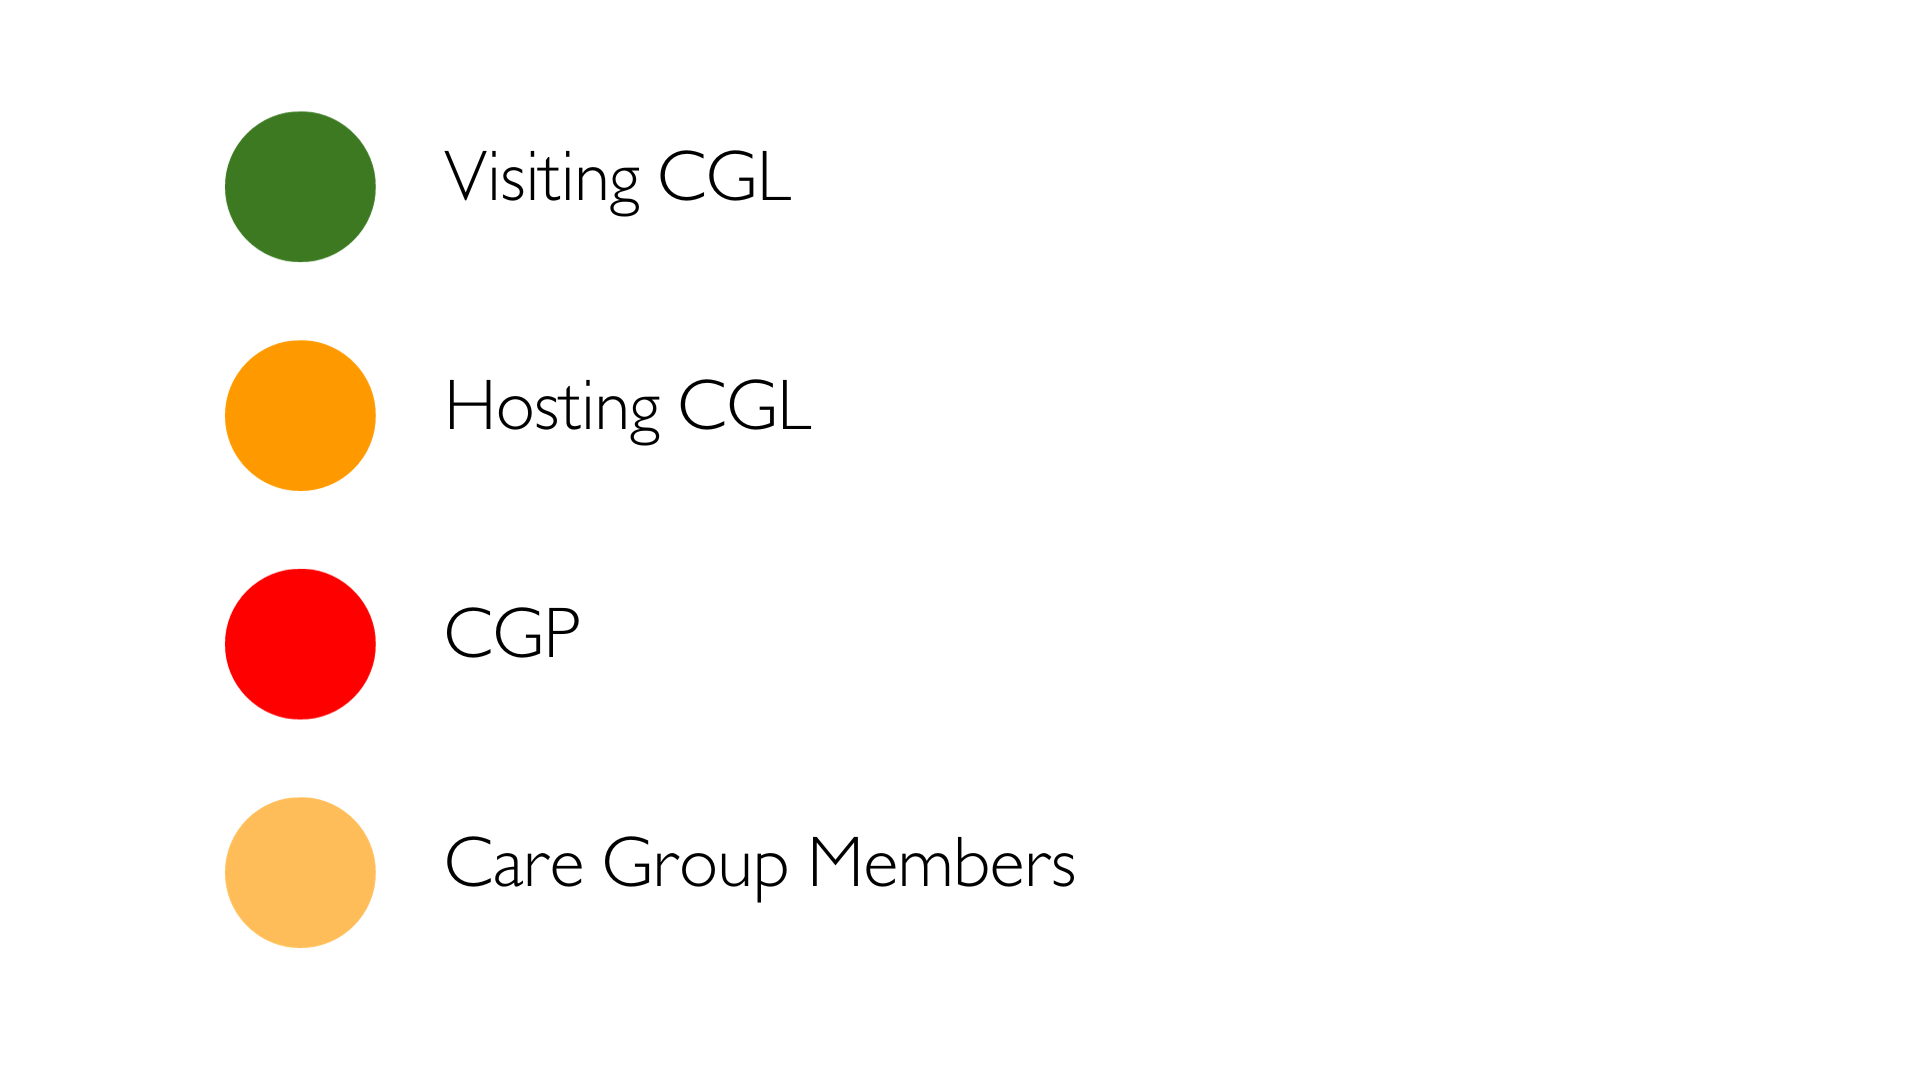 Visiting CGL
Hosting CGL
CGP
Care Group Members